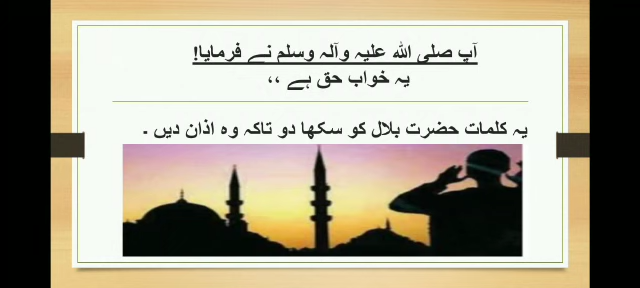 آپ صلی اللہ علیہ وآلہ وسلم نے فرمایا!
یہ خواب حق ہے ،،
یہ کلمات حضرت بلال کو سکھا دو تاکہ وہ اذان دیں ۔